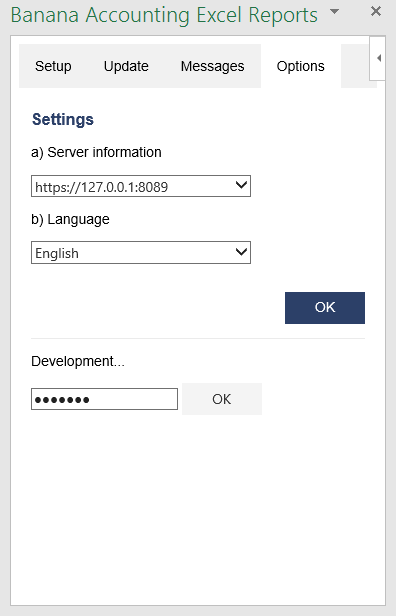 Banana Accounting Excel Reports
Setup Update Messages Options
Settings
a) Server information
https://127.0.0.1:8089
b) Language
English
OK
Development...
●●●●●●● OK